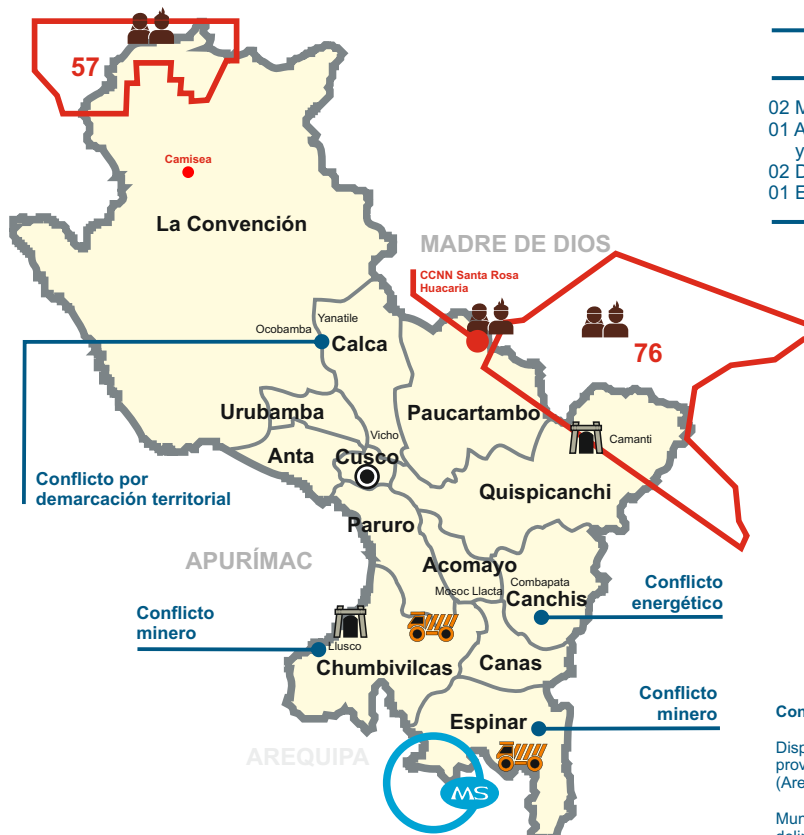 57
Camisea
La Convención
02 M
01 A
y
02 D
01 E
MADRE DE DIOS
CCNN Santa Rosa
Huacaria
Yanatile
Ocobamba
Calca
76
Urubamba
Paucartambo
Vicho
Camanti
Anta
Cusco
Conflicto por
demarcación territorial
Quispicanchi
Paruro
APURÍMAC
Acomayo
Combapata
Mosoc Llacta
Canchis
Conflicto
energético
Conflicto
minero
Llusco
Chumbivilcas
Canas
Conflicto
minero
Espinar
AREQUIPA
MS
Con
Disp
prov
(Are
Mun